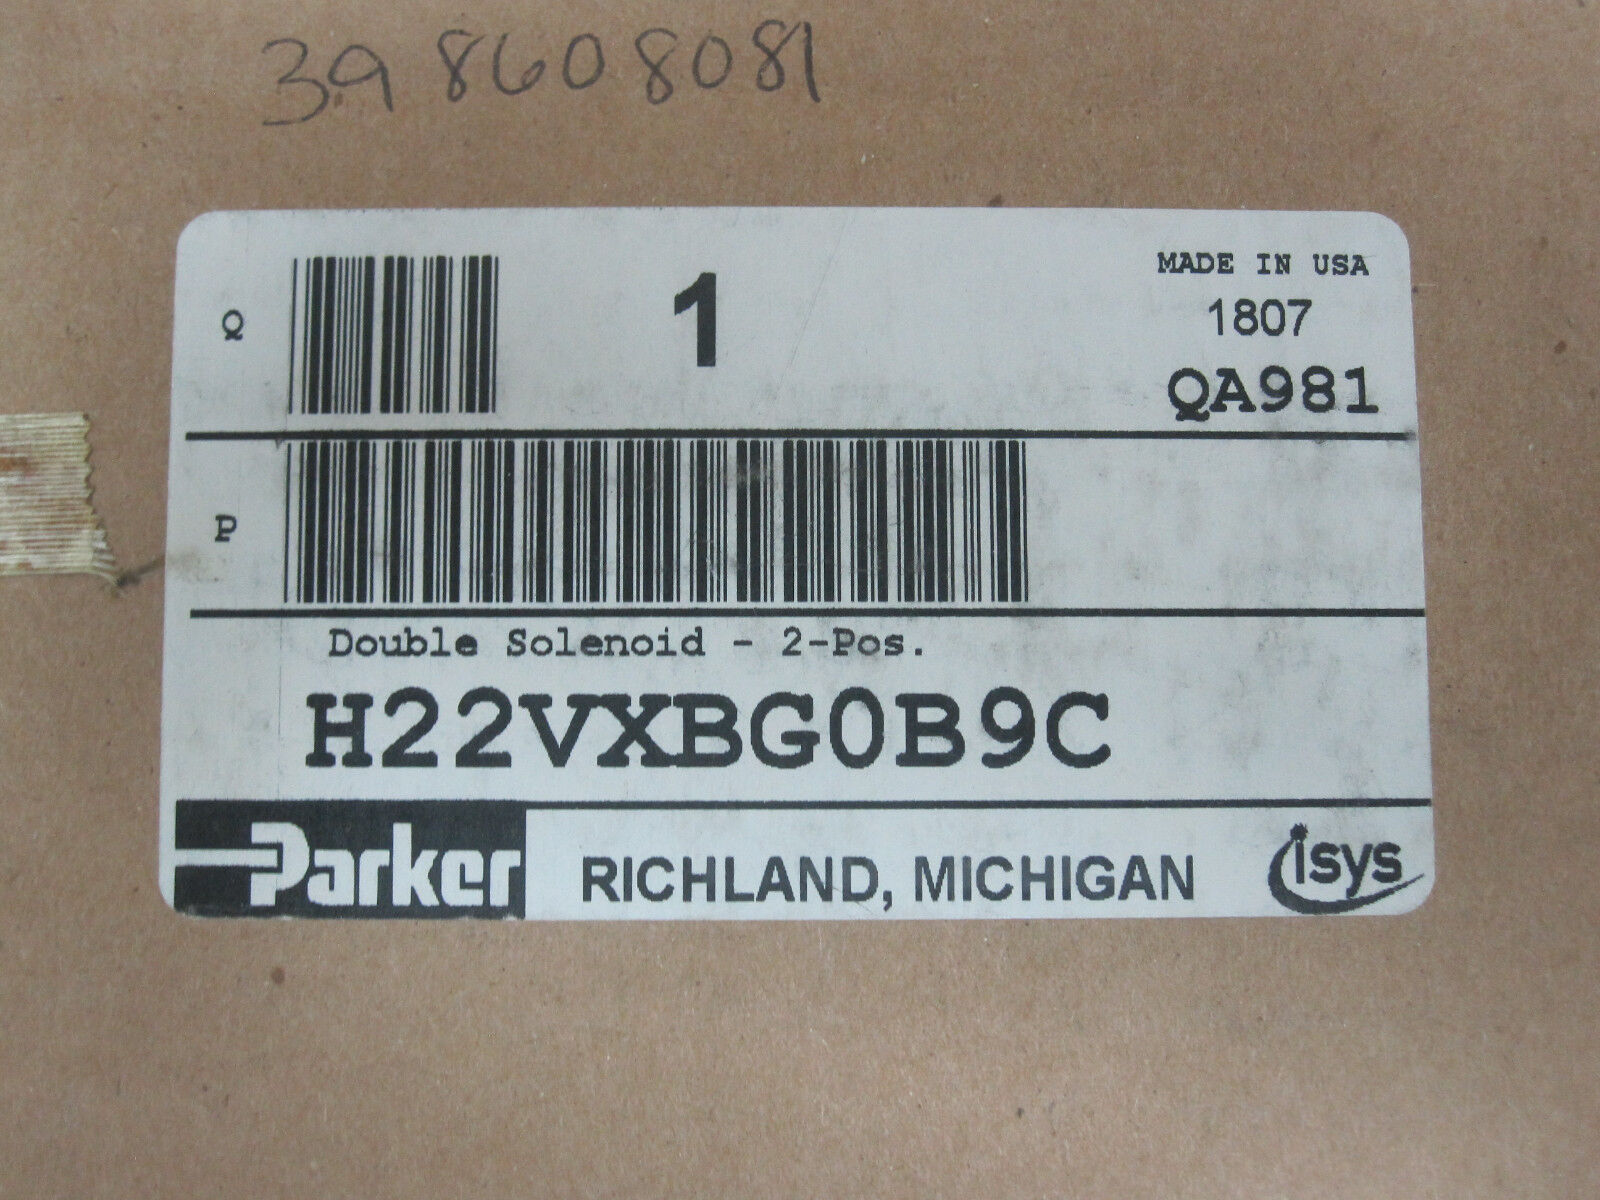 39 8608081
Q
1
MADE IN USA
1807
QA981
P
Double Solenoid - 2-Pos.
H22VXBG0B9C
Parker
RICHLAND, MICHIGAN
isys